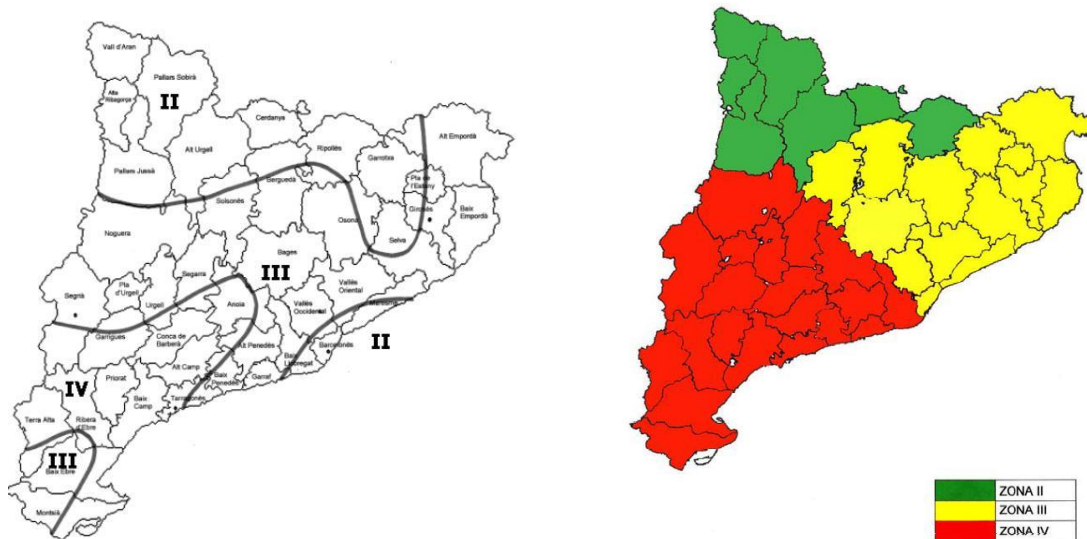 Vall d'Aran
Pallars Sobirà
II
Alta
Ribagorça
Cerdanya
Alt Empordà
Ripollès
Alt Urgell
Garrotxa
Pallars Jussà
Berguedà
Pla de
l'Estany
Solsonès
Gironès
Baix
Empordà
Osona
Noguera
Selva
Bages
Segarra
III
Pla
d'Urgell
Vallès
Oriental
Segrià
Urgell
Anoia
Vallès
Occidental
Maresme
Garrigues
Conca de
Barberà
II
Alt Penedès
Barcelonès
Baix
Llobregat
Alt Camp
Garraf
Baix
Penedès
IV
Priorat
Baix
Camp
Tarragonès
Terra Alta
Ribera
d'Ebre
III
Baix Ebre
Montsià
ZONA II
ZONA III
ZONA IV